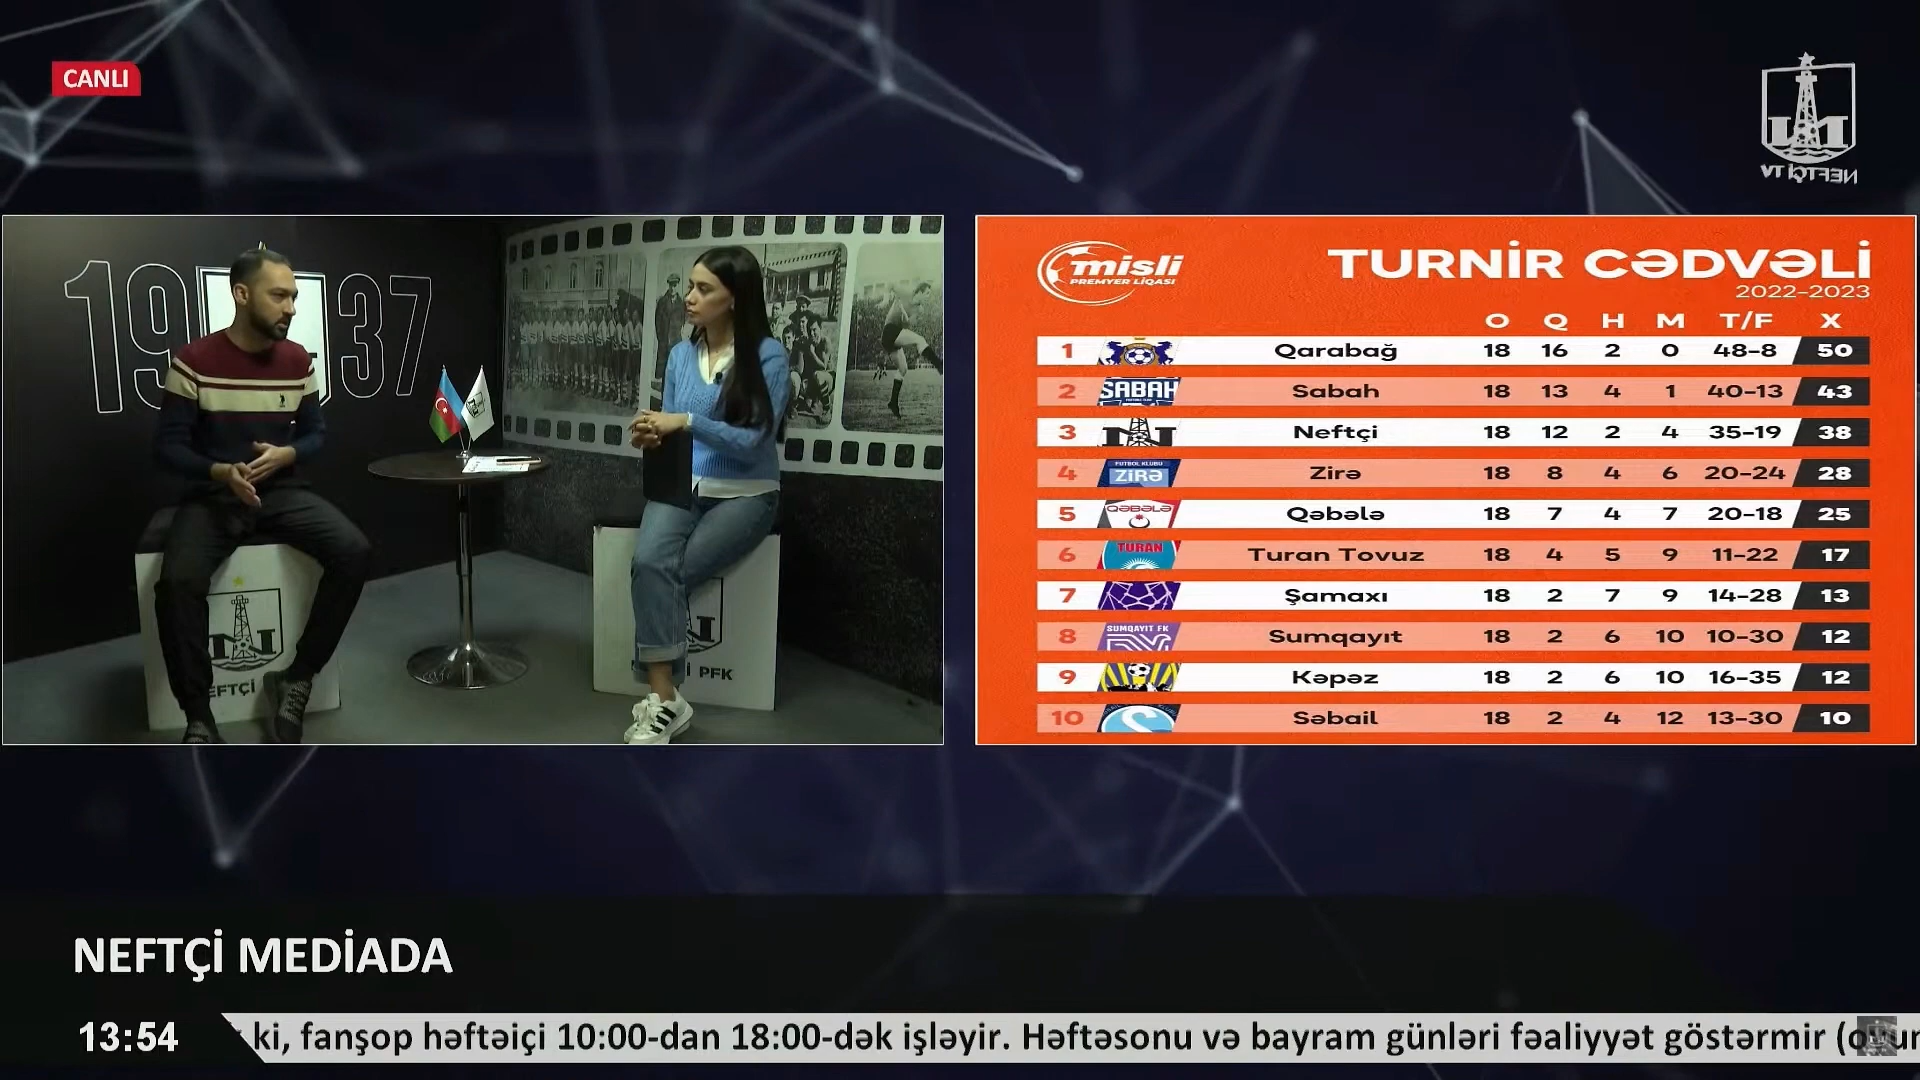 CANLI
NEFTÇİ TV
1937
NEFTÇİ
PFK
misli
PREMYER LİQASI
TURNİR CƏDVƏLİ
2022-2023
O Q H M T/F X
1 Qarabağ 18 16 2 0 48-8 50
2 SABAH Sabah 18 13 4 1 40-13 43
3 Neftçi 18 12 2 4 35-19 38
4 FUTBOL KLUBU ZİRƏ Zirə 18 8 4 6 20-24 28
5 QƏBƏLƏ Qəbələ 18 7 4 7 20-18 25
6 TURAN Turan Tovuz 18 4 5 9 11-22 17
7 Şamaxı 18 2 7 9 14-28 13
8 SUMQAYIT FK Sumqayıt 18 2 6 10 10-30 12
9 Kəpəz 18 2 6 10 16-35 12
10 Səbail 18 2 4 12 13-30 10
NEFTÇİ MEDİADA
13:54 ki, fanşop həftəiçi 10:00-dan 18:00-dək işləyir. Həftəsonu və bayram günləri fəaliyyət göstərmir